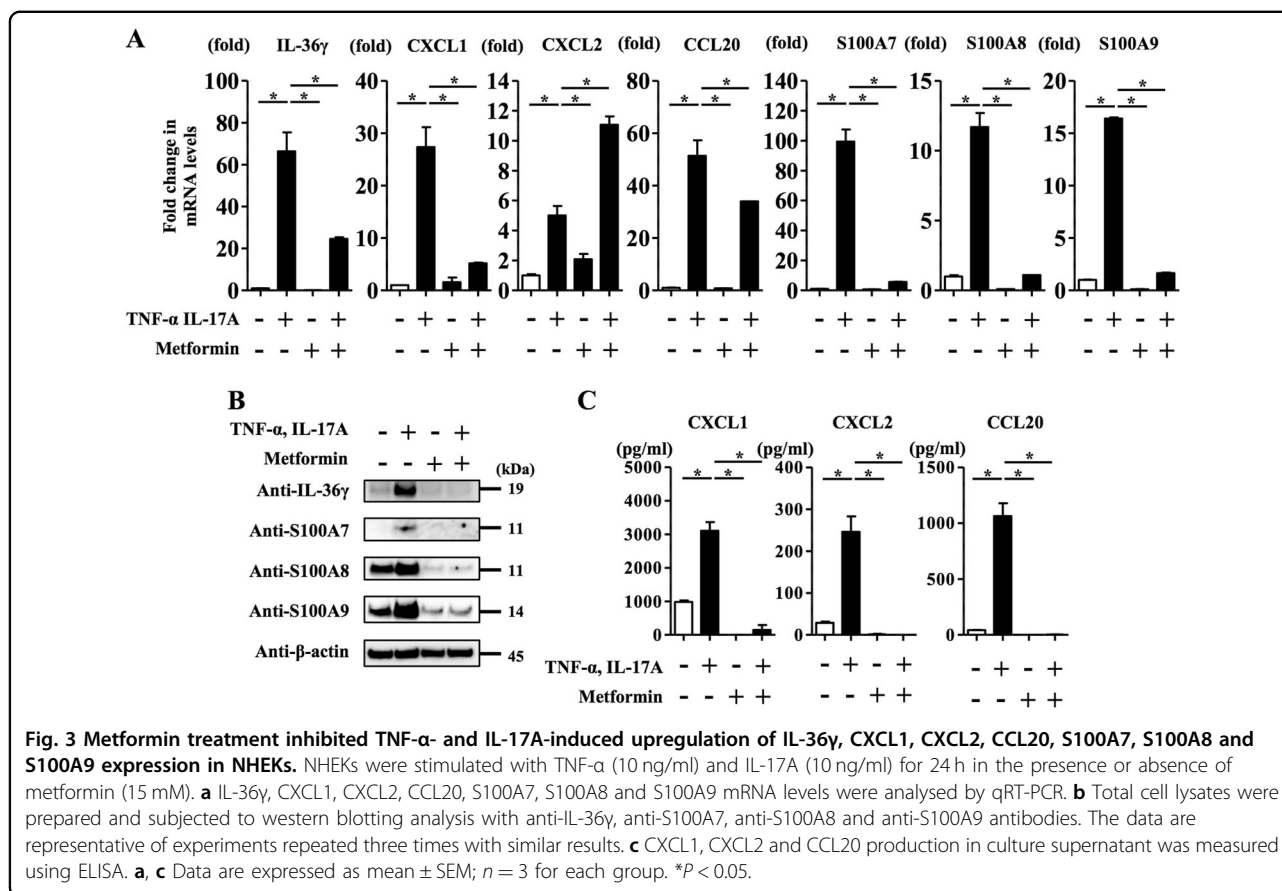 A
(fold) IL-36γ (fold) CXCL1 (fold) CXCL2 (fold) CCL20 (fold) S100A7 (fold) S100A8 (fold) S100A9
Fold change in
mRNA levels
100 80 60 40 20 0
40 30 20 10 0
14 12 10 8 6 4 2 0
80 60 40 20 0
140 120 100 80 60 40 20 0
15 10 5 0
20 15 10 5 0
* * * * * * * * * * * * * * * * * * * * *
TNF-α IL-17A - + - + - + - + - + - + - + - + - + - + - + - + - + - +
Metformin - - + + - - + + - - + + - - + + - - + + - - + + - - + +
B
TNF-α, IL-17A - + - +
Metformin - - + + (kDa)
Anti-IL-36γ 19
Anti-S100A7 11
Anti-S100A8 11
Anti-S100A9 14
Anti-β-actin 45
C
CXCL1 CXCL2 CCL20
(pg/ml) (pg/ml) (pg/ml)
5000 4000 3000 2000 1000 0
400 300 200 100 0
1500 1000 500 0
* * * * * * * * *
TNF-α, IL-17A - + - + - + - + - + - +
Metformin - - + + - - + + - - + +
Fig. 3 Metformin treatment inhibited TNF-α- and IL-17A-induced upregulation of IL-36γ, CXCL1, CXCL2, CCL20, S100A7, S100A8 and
S100A9 expression in NHEKs. NHEKs were stimulated with TNF-α (10 ng/ml) and IL-17A (10 ng/ml) for 24 h in the presence or absence of
metformin (15 mM). a IL-36γ, CXCL1, CXCL2, CCL20, S100A7, S100A8 and S100A9 mRNA levels were analysed by qRT-PCR. b Total cell lysates were
prepared and subjected to western blotting analysis with anti-IL-36γ, anti-S100A7, anti-S100A8 and anti-S100A9 antibodies. The data are
representative of experiments repeated three times with similar results. c CXCL1, CXCL2 and CCL20 production in culture supernatant was measured
using ELISA. a, c Data are expressed as mean ± SEM; n = 3 for each group. *P < 0.05.